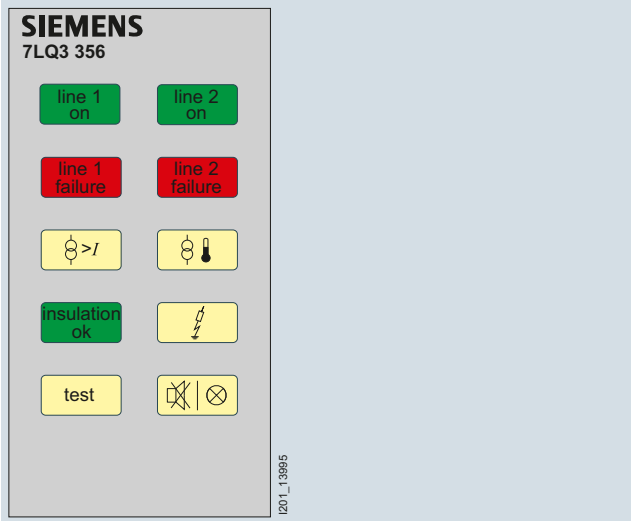 SIEMENS
7LQ3 356
line 1
on
line 2
on
line 1
failure
line 2
failure
>I
insulation
ok
test
I201_13995